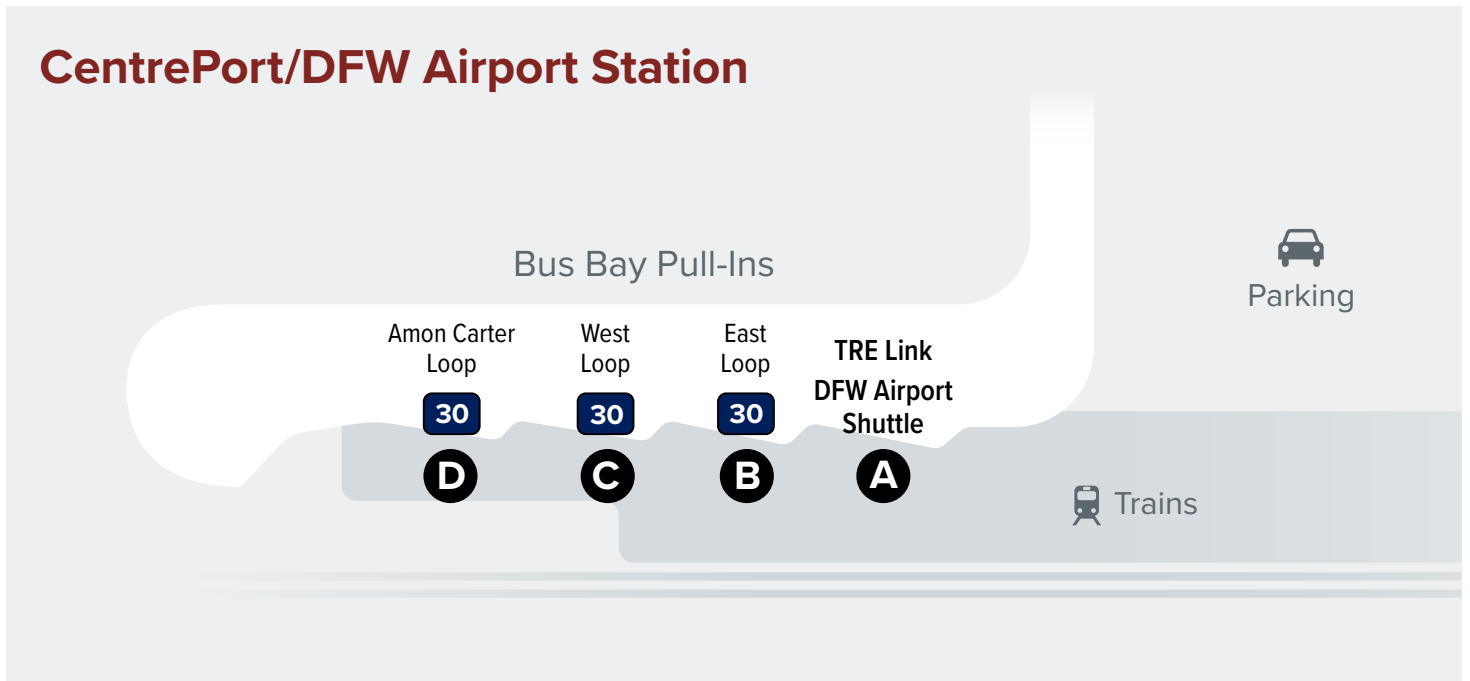 CentrePort/DFW Airport Station
Bus Bay Pull-Ins
Parking
Amon Carter
Loop
30
D
West
Loop
30
C
East
Loop
30
B
TRE Link
DFW Airport
Shuttle
A
Trains